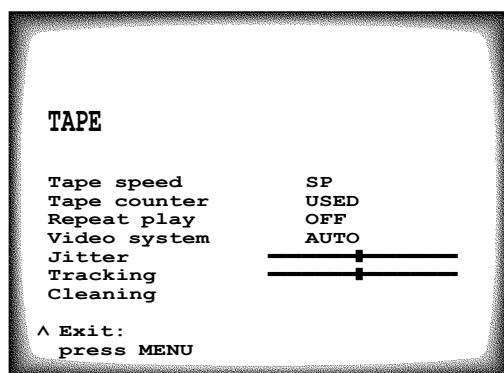 TAPE
Tape speed SP
Tape counter USED
Repeat play OFF
Video system AUTO
Jitter
Tracking
Cleaning
^ Exit:
press MENU